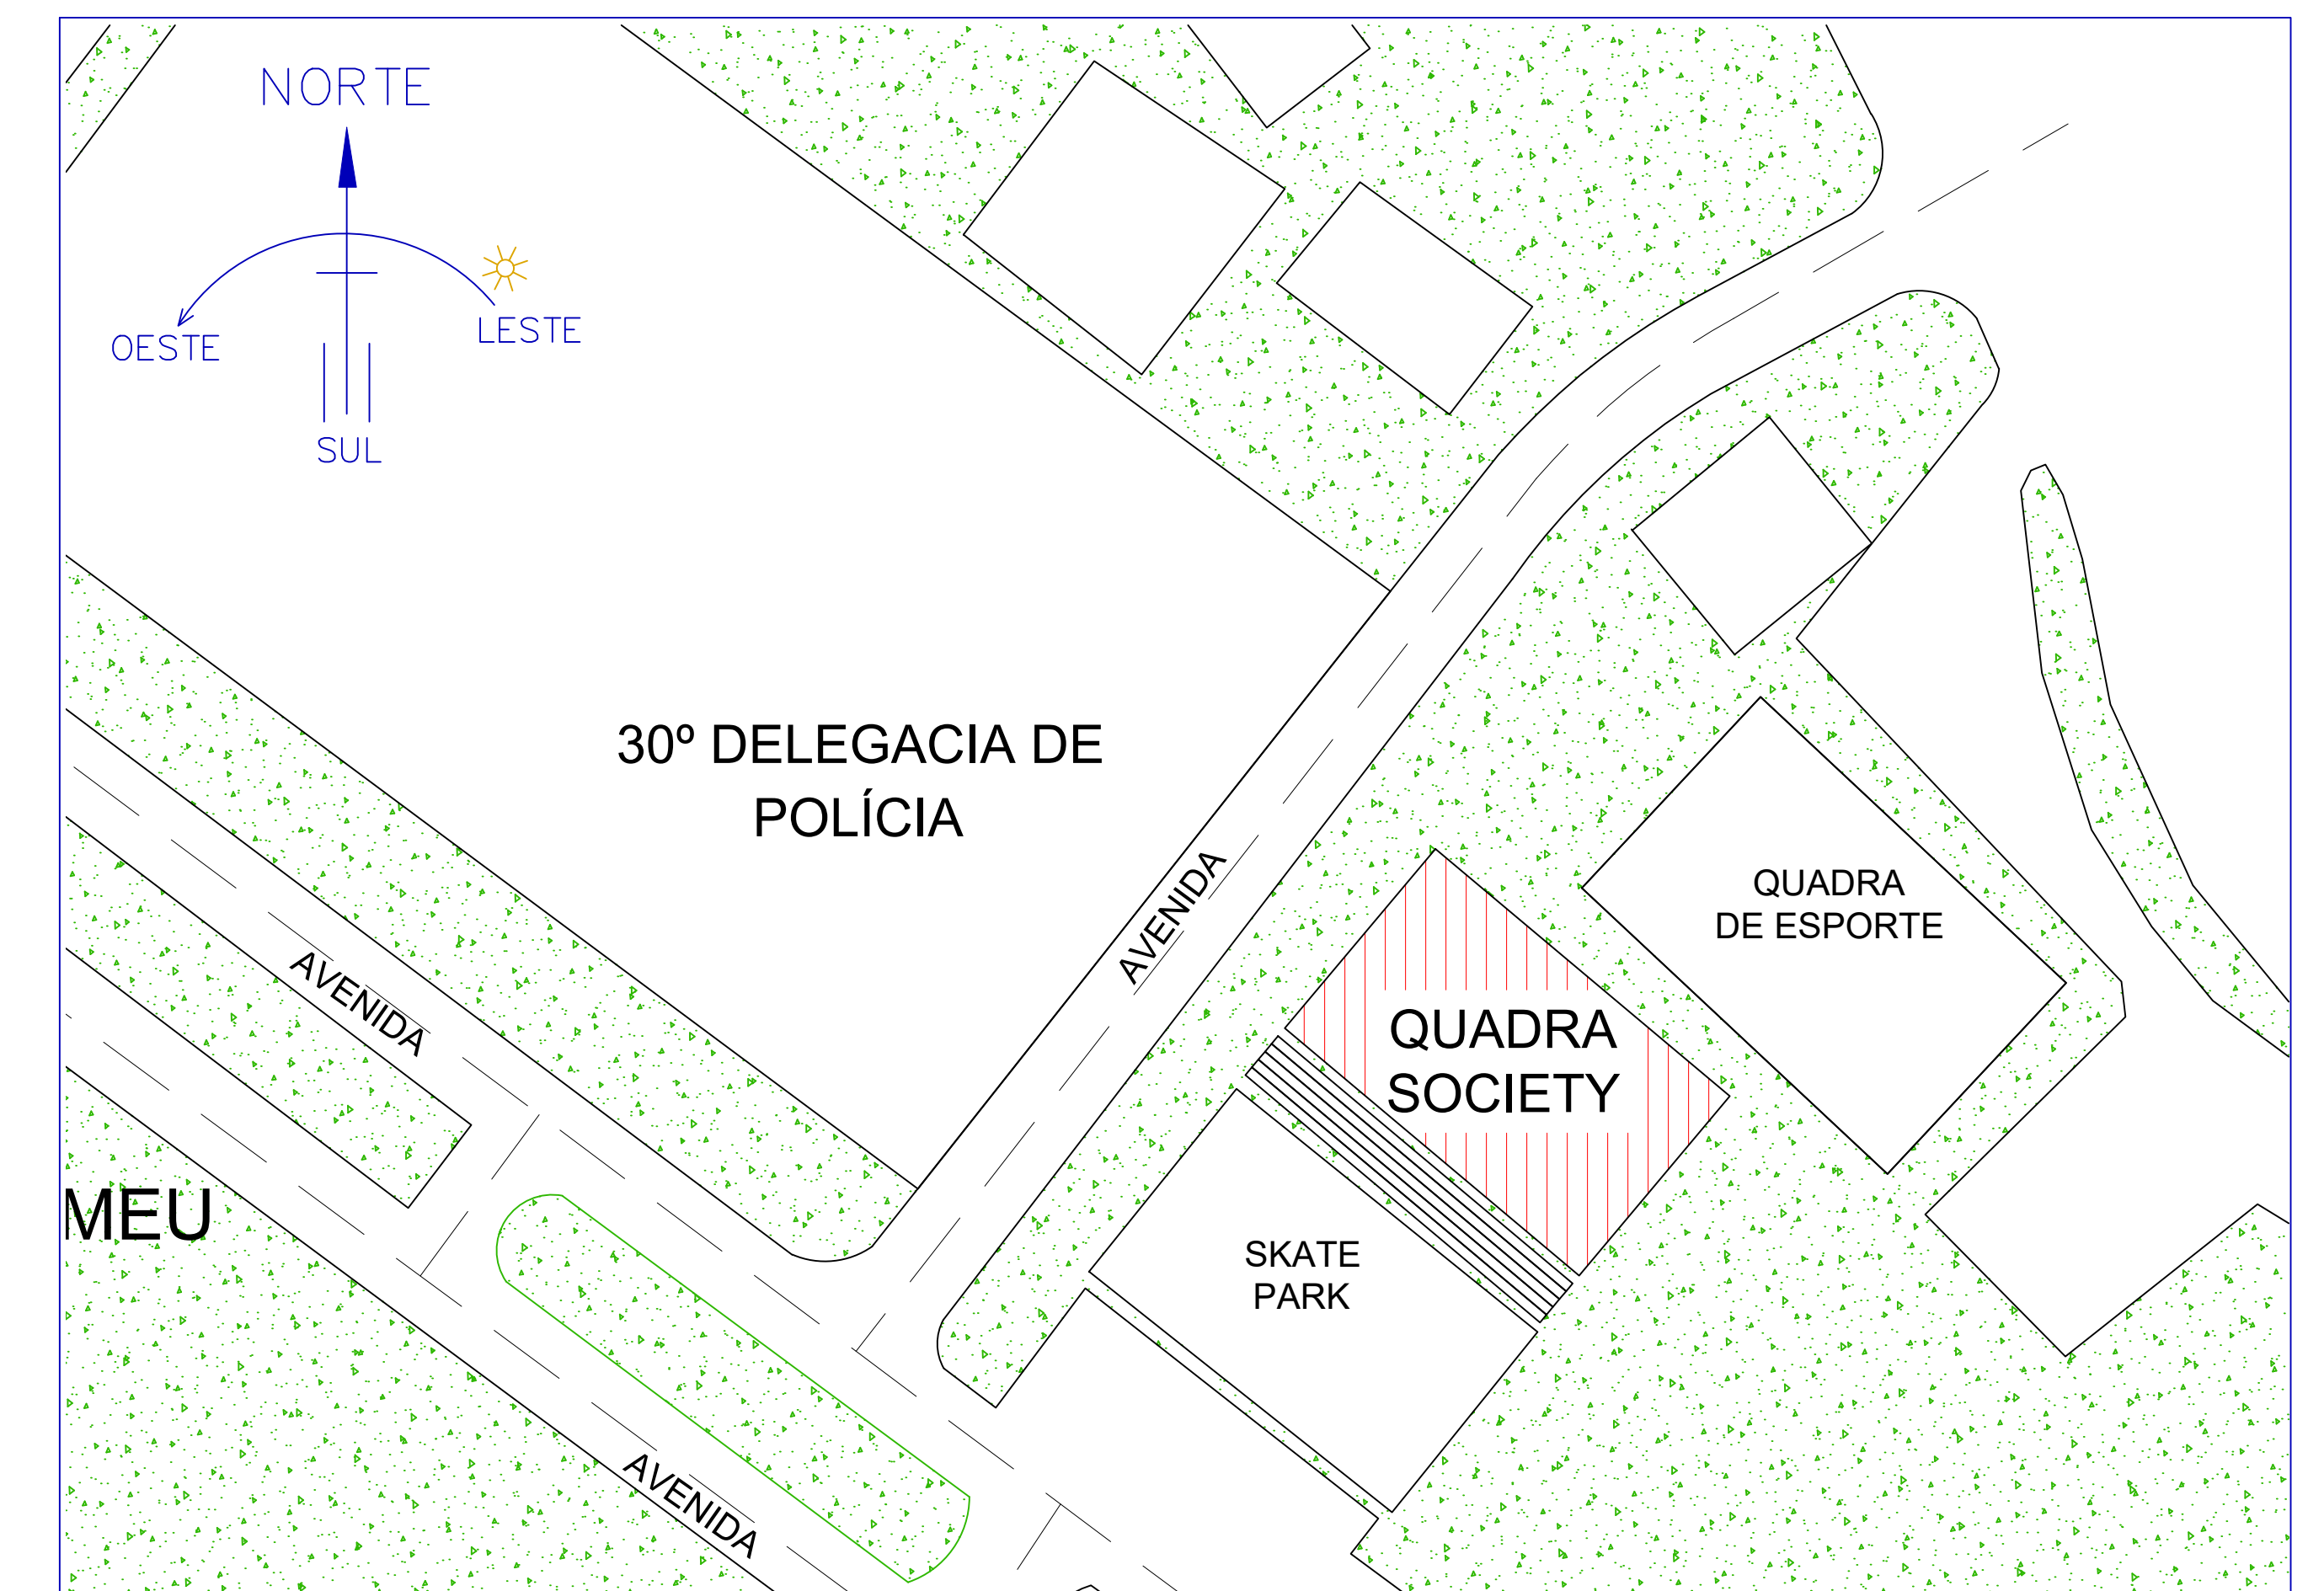 NORTE
OESTE
LESTE
SUL
30º DELEGACIA DE
POLÍCIA
AVENIDA
QUADRA
DE ESPORTE
AVENIDA
QUADRA
SOCIETY
MEU
SKATE
PARK
AVENIDA